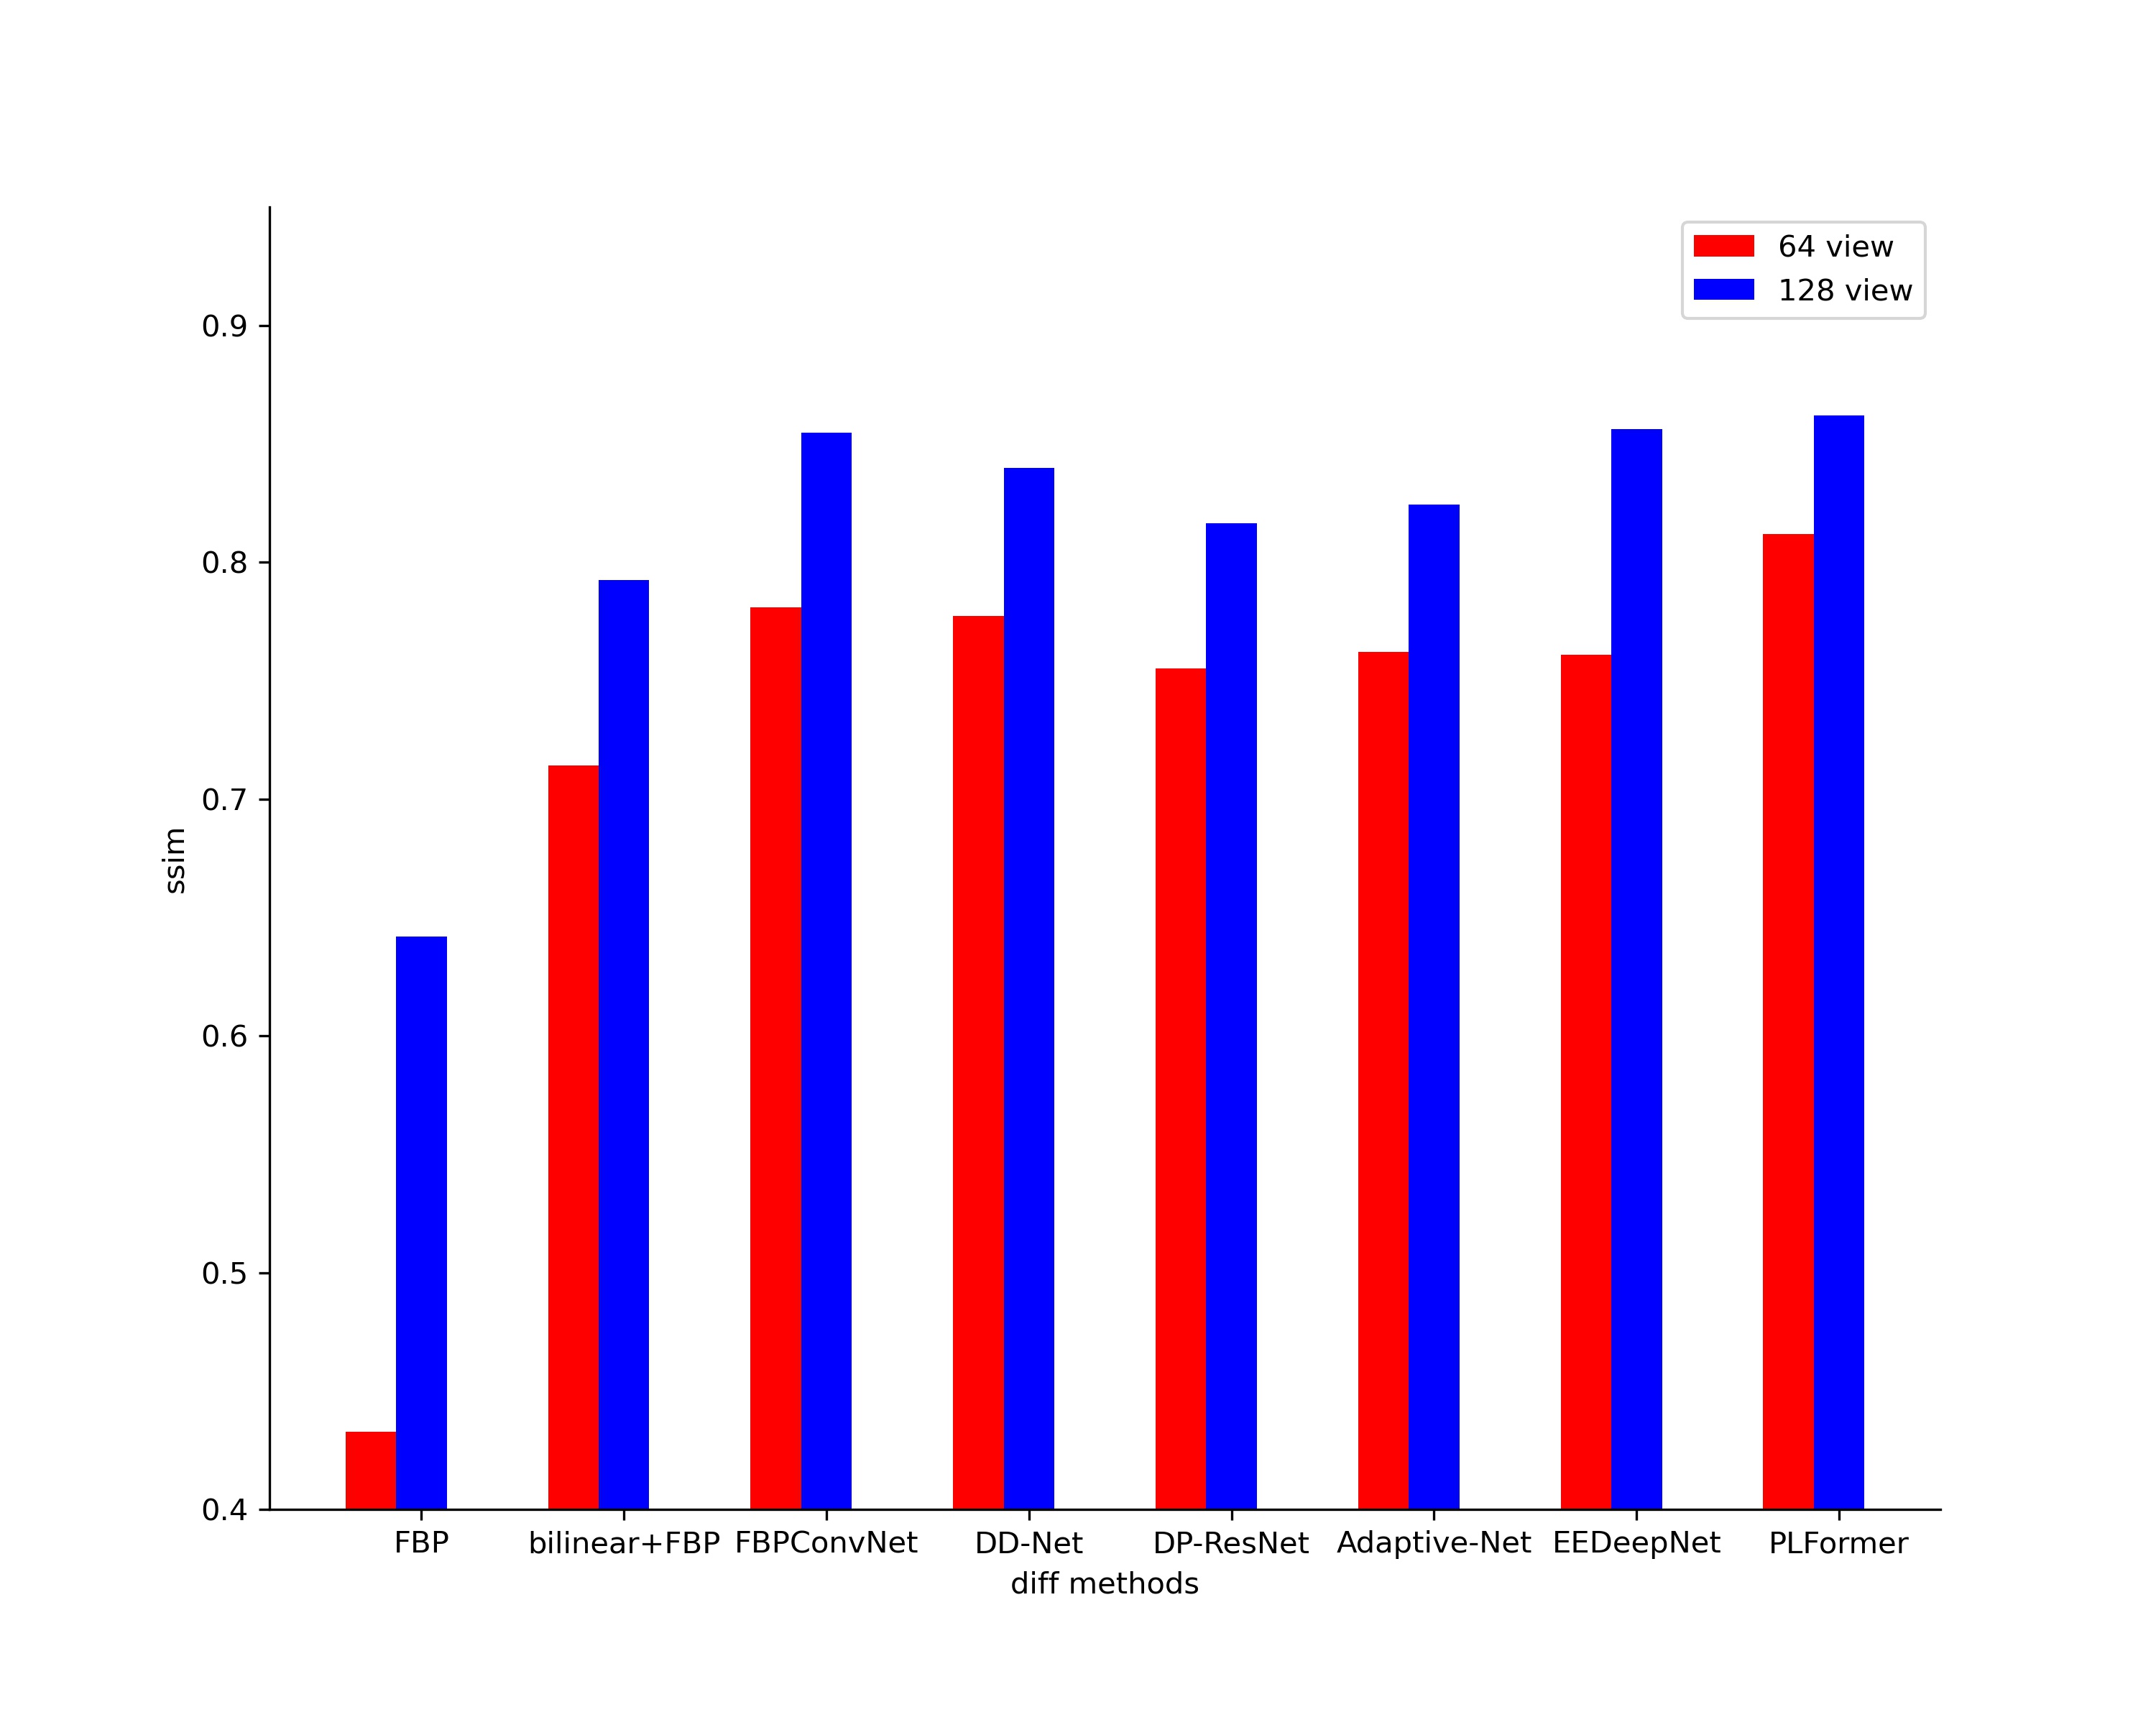 64 view
128 view
0.9
0.8
0.7
0.6
0.5
0.4
ssim
FBP bilinear+FBP FBPConvNet DD-Net DP-ResNet Adaptive-Net EEDeepNet PLFormer
diff methods